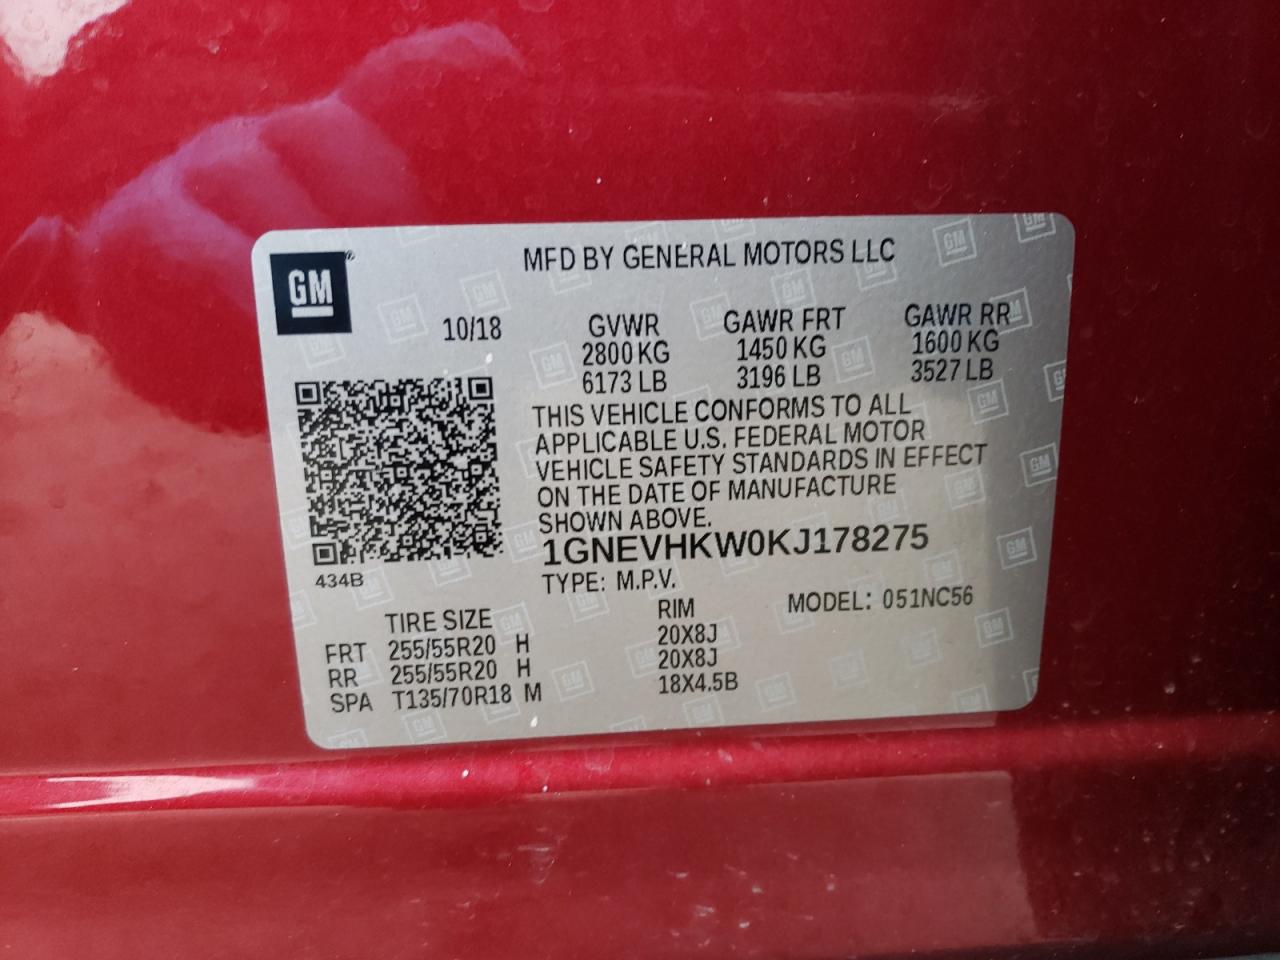 GM
MFD BY GENERAL MOTORS LLC
10/18
GVWR GAWR FRT GAWR RR
2800 KG 1450 KG 1600 KG
6173 LB 3196 LB 3527 LB
THIS VEHICLE CONFORMS TO ALL
APPLICABLE U.S. FEDERAL MOTOR
VEHICLE SAFETY STANDARDS IN EFFECT
ON THE DATE OF MANUFACTURE
SHOWN ABOVE.
1GNEVHKW0KJ178275
434B
TYPE: M.P.V.
MODEL: 051NC56
TIRE SIZE RIM
FRT 255/55R20 H 20X8J
RR 255/55R20 H 20X8J
SPA T135/70R18 M 18X4.5B